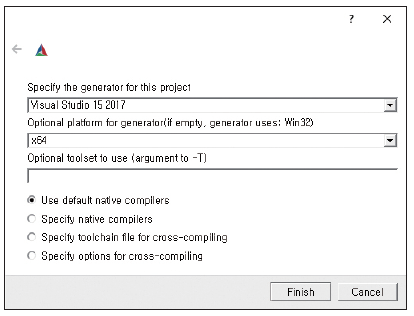 Specify the generator for this project
Visual Studio 15 2017
Optional platform for generator(if empty, generator uses: Win32)
x64
Optional toolset to use (argument to -T)
Use default native compilers
Specify native compilers
Specify toolchain file for cross-compiling
Specify options for cross-compiling
Finish
Cancel